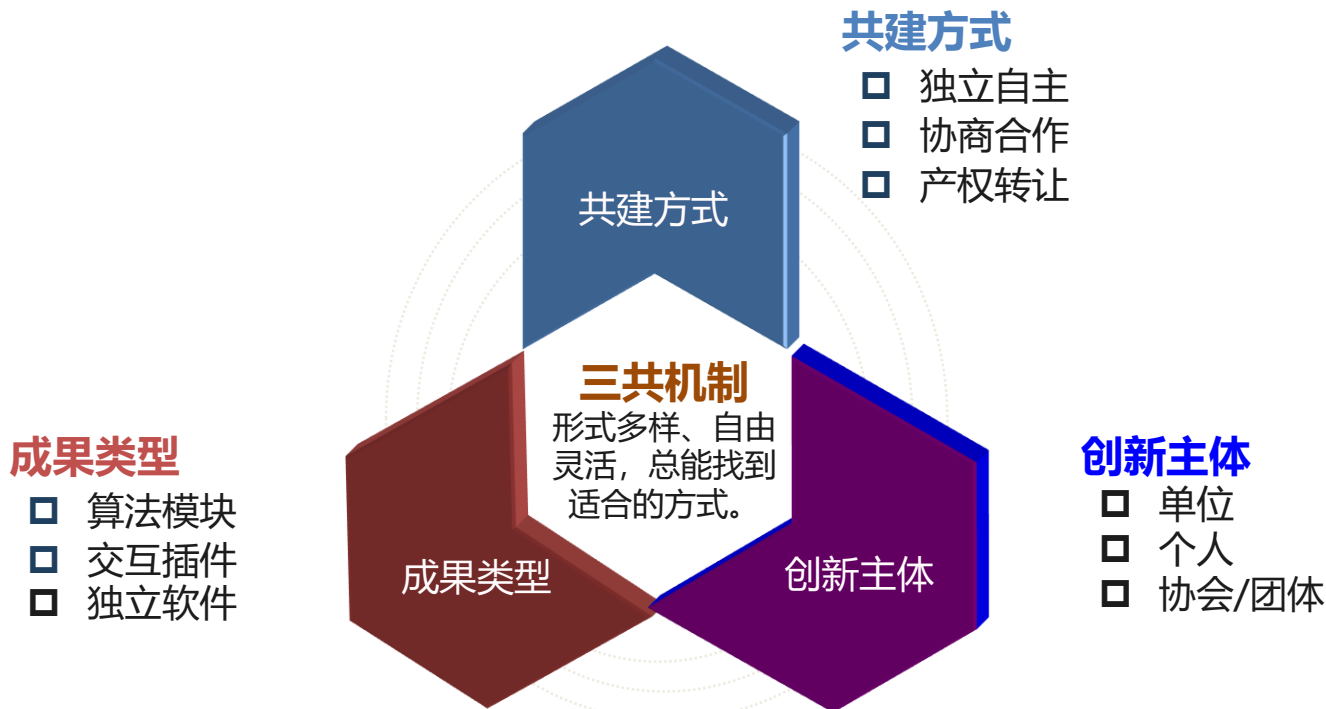 共建方式
独立自主
协商合作
产权转让
共建方式
三共机制
形式多样、自由
灵活，总能找到
适合的方式。
成果类型
算法模块
交互插件
独立软件
成果类型
创新主体
创新主体
单位
个人
协会/团体